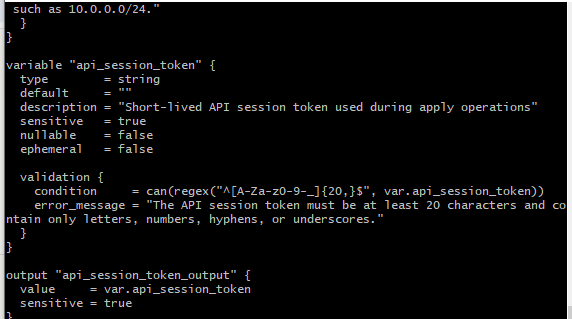 such as 10.0.0.0/24."
  }
}

variable "api_session_token" {
  type        = string
  default     = ""
  description = "Short-lived API session token used during apply operations"
  sensitive   = true
  nullable    = false
  ephemeral   = false

  validation {
    condition     = can(regex("^[A-Za-z0-9-_]{20,}$", var.api_session_token))
    error_message = "The API session token must be at least 20 characters and co
ntain only letters, numbers, hyphens, or underscores."
  }
}

output "api_session_token_output" {
  value     = var.api_session_token
  sensitive = true
}